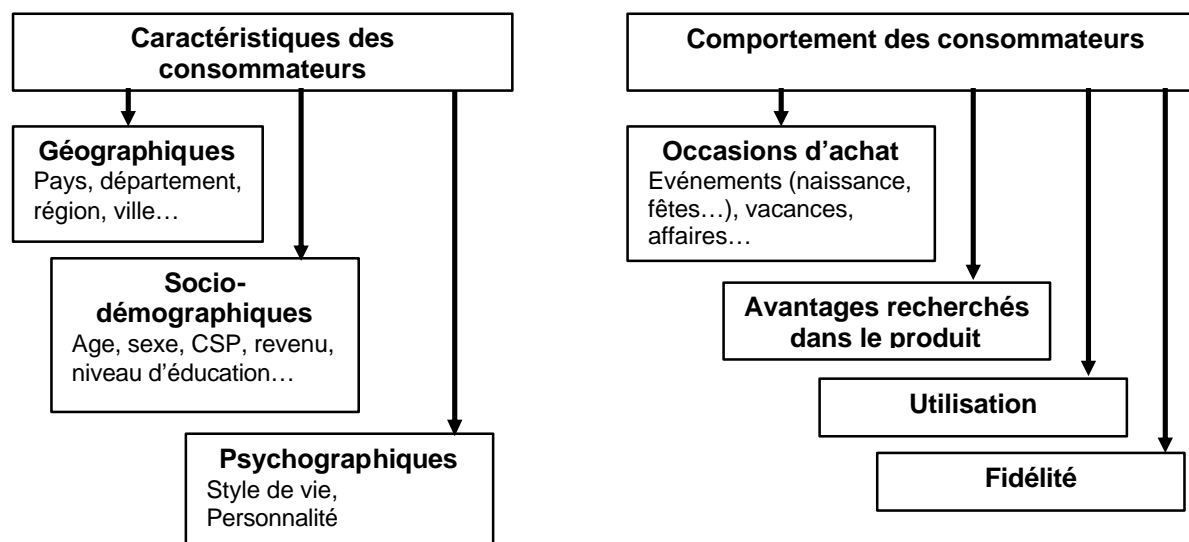 Caractéristiques des
consommateurs
Géographiques
Pays, département,
région, ville…
Socio-
démographiques
Age, sexe, CSP, revenu,
niveau d’éducation…
Psychographiques
Style de vie,
Personnalité
Comportement des consommateurs
Occasions d’achat
Evénements (naissance,
fêtes…), vacances,
affaires…
Avantages recherchés
dans le produit
Utilisation
Fidélité